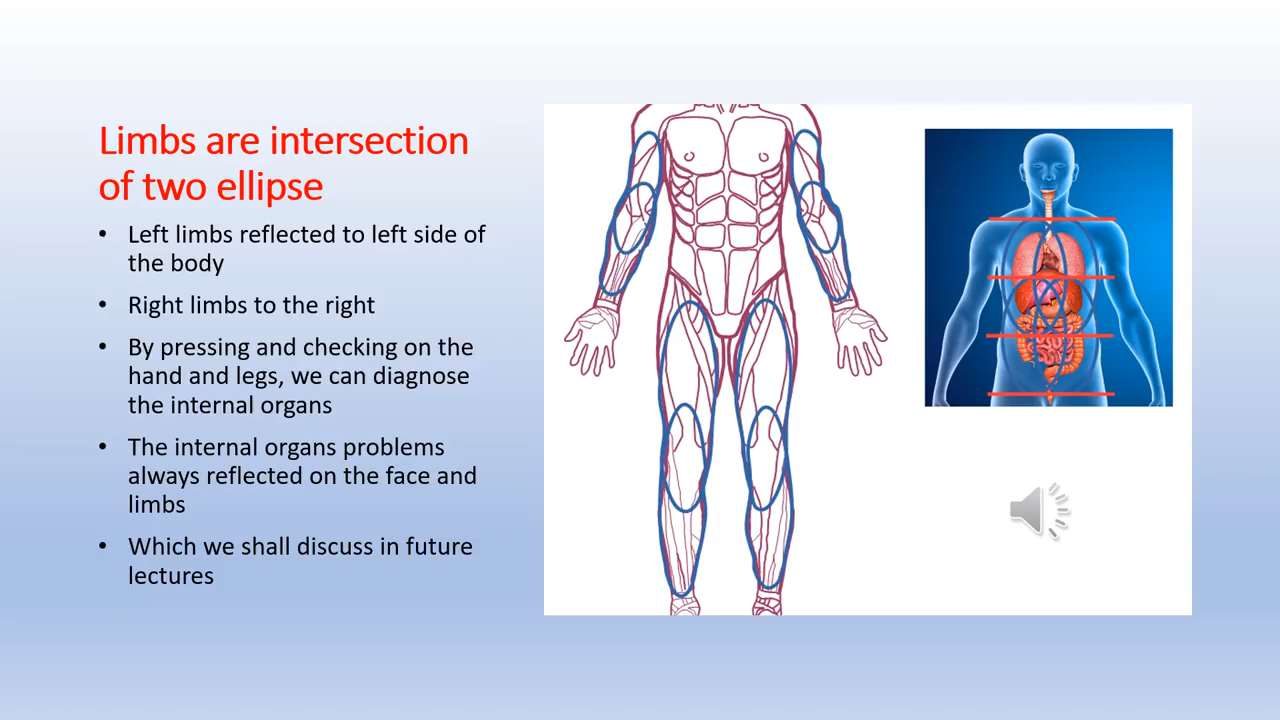 Limbs are intersection
of two ellipse
• Left limbs reflected to left side of
the body
• Right limbs to the right
• By pressing and checking on the
hand and legs, we can diagnose
the internal organs
• The internal organs problems
always reflected on the face and
limbs
• Which we shall discuss in future
lectures